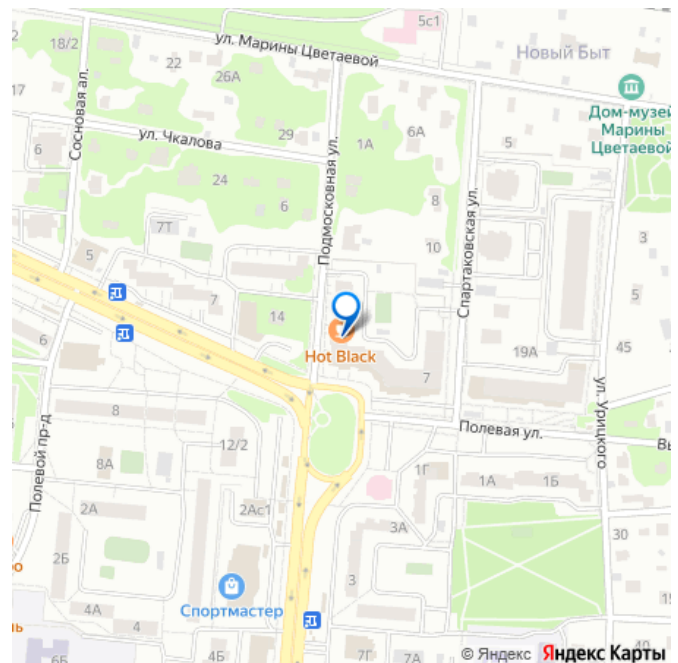 5с1
18/2
ул. Марины Цветаевой
22
26А
Новый Быт
17
Дом-музей
Марины
Цветаевой
Сосновая ал.
ул. Чкалова
29
1А
6А
5
6
24
6
8
Подмосковная ул.
Спартаковская ул.
7Т
10
3
5
7
14
Hot Black
6
7
19А
45
8
12/2
Полевая ул.
ул. Урицкого
Полевой пр-д
8А
1Г
1А
1Б
2А
2Ас1
3А
30
2Б
3
Спортмастер
4А
4Б
6Б
7Г
7А
© Яндекс Яндекс Карты